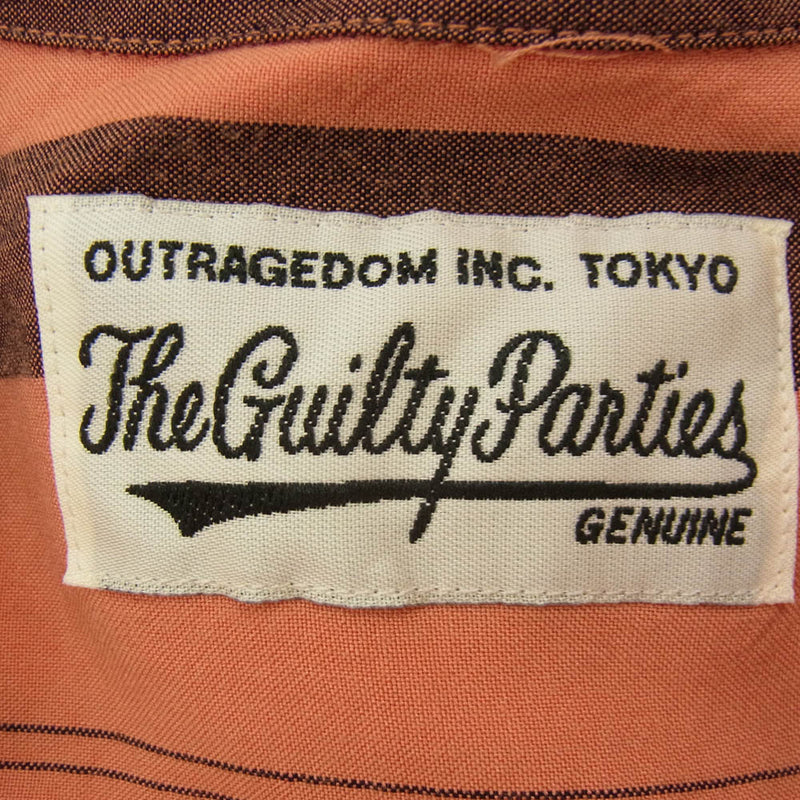 OUTRAGEDOM INC. TOKYO
The Guilty Parties
GENUINE